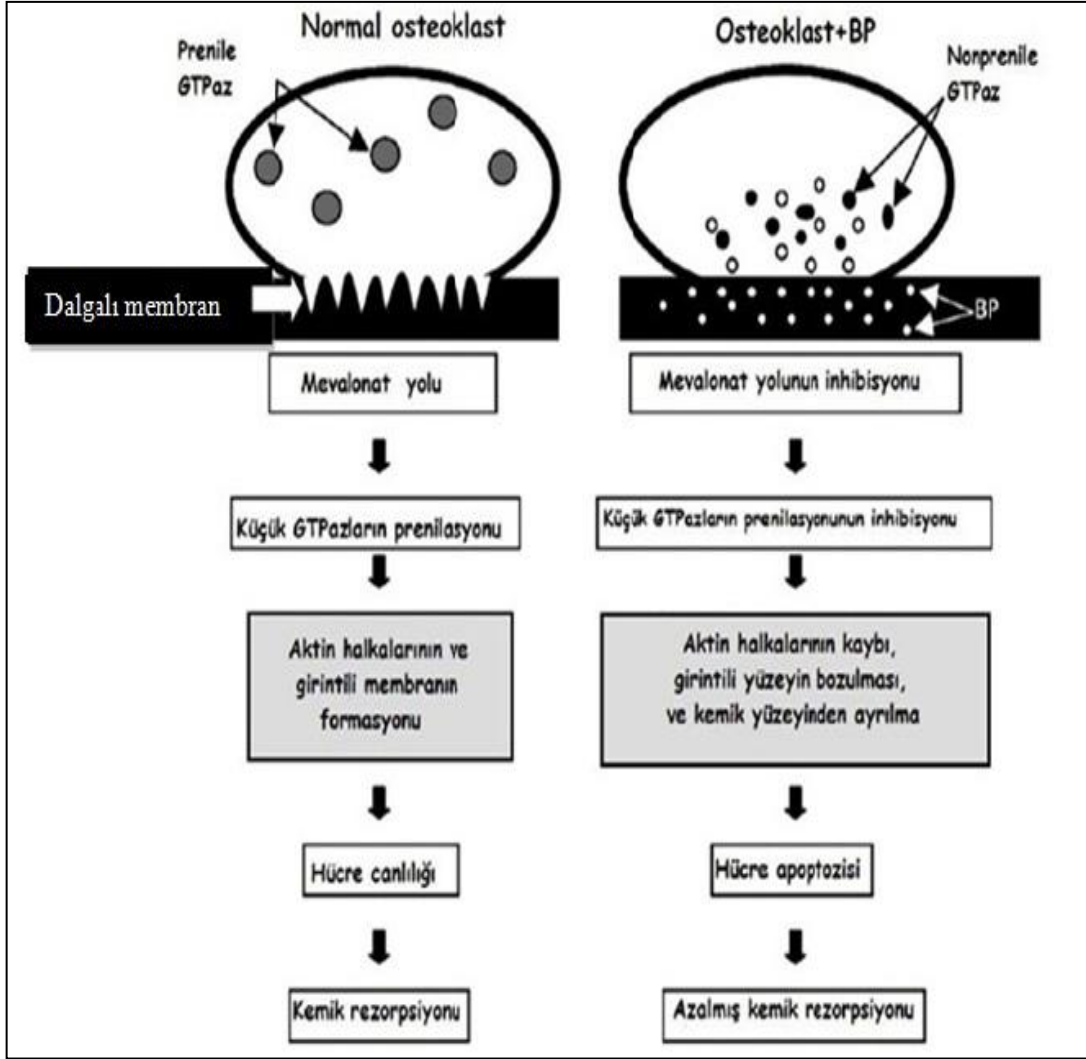 Normal osteoklast
Prenile
GTPaz
Dalgalı membran
Mevalonat yolu
Küçük GTPazların prenilasyonu
Aktin halkalarının ve
girintili membranın
formasyonu
Hücre canlılığı
Kemik rezorpsiyonu
Osteoklast+BP
Nonprenile
GTPaz
BP
Mevalonat yolunun inhibisyonu
Küçük GTPazların prenilasyonunun inhibisyonu
Aktin halkalarının kaybı,
girintili yüzeyin bozulması,
ve kemik yüzeyinden ayrılma
Hücre apoptozisi
Azalmış kemik rezorpsiyonu